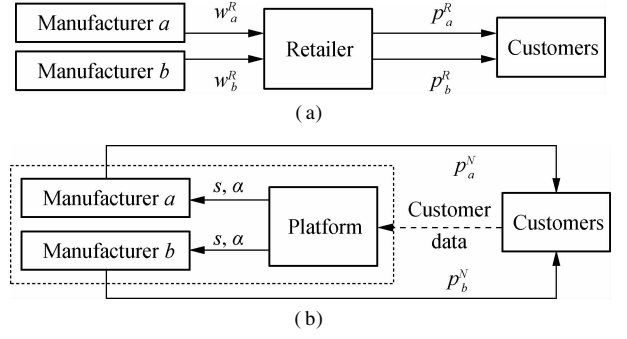 Manufacturer a
w_a^R
p_a^R
Retailer
Customers
Manufacturer b
w_b^R
p_b^R
(a)
p_a^N
Manufacturer a
s, α
Platform
Customer
data
Customers
Manufacturer b
s, α
p_b^N
(b)